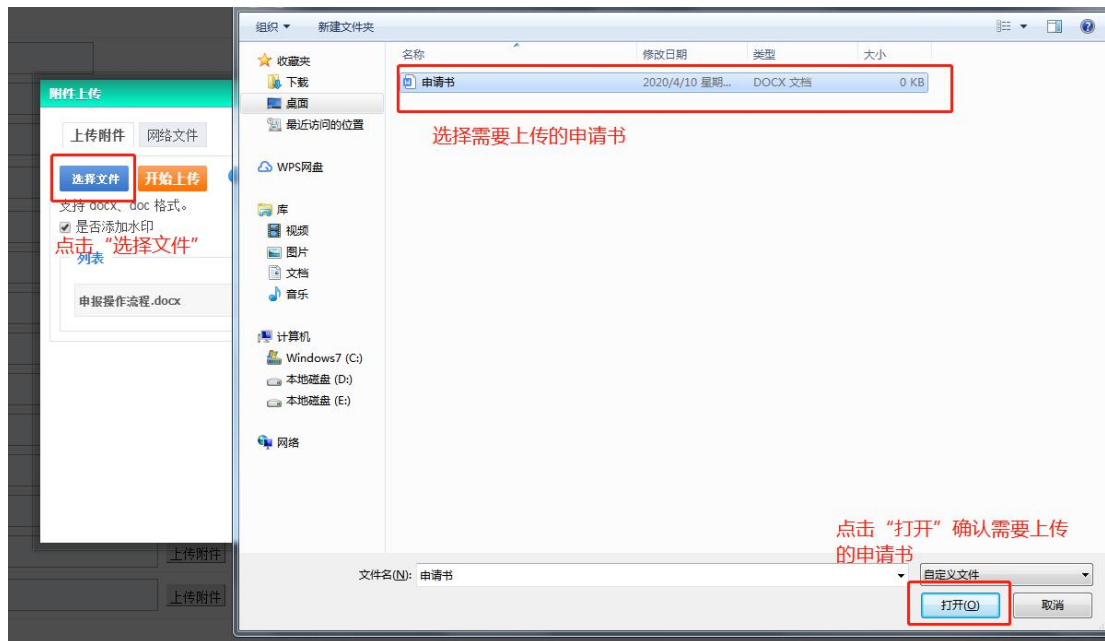 组织 新建文件夹
名称 修改日期 类型 大小
收藏夹
下载
桌面
最近访问的位置
WPS网盘
库
视频
图片
文档
音乐
计算机
Windows7 (C:)
本地磁盘 (D:)
本地磁盘 (E:)
网络
申请书 2020/4/10 星期... DOCX 文档 0 KB
选择需要上传的申请书
附件上传
上传附件 网络文件
选择文件 开始上传
支持 docx、doc 格式。
是否添加水印
点击“选择文件”
列表
申报操作流程.docx
上传附件
上传附件
点击“打开”确认需要上传
的申请书
文件名(N): 申请书
自定义文件
打开(O) 取消